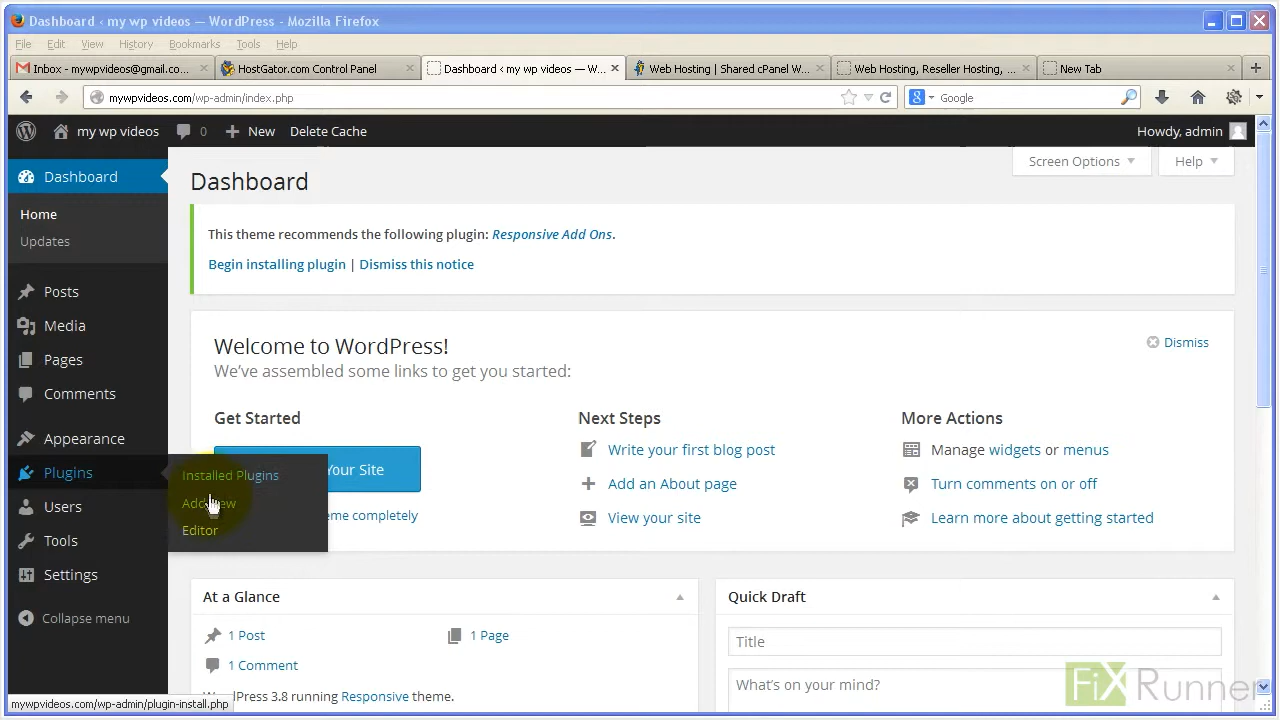 Dashboard ‹ my wp videos — WordPress - Mozilla Firefox
File Edit View History Bookmarks Tools Help
Inbox - mywpvideos@gmail.co... HostGator.com Control Panel Dashboard ‹ my wp videos — W... Web Hosting | Shared cPanel W... Web Hosting, Reseller Hosting, ... New Tab
mywpvideos.com/wp-admin/index.php Google
my wp videos 0 New Delete Cache Howdy, admin
Screen Options Help
Dashboard
Home
Updates
Posts
Media
Pages
Comments
Appearance
Plugins
Users
Tools
Settings
Collapse menu
Installed Plugins
Add New
Editor
Dashboard
This theme recommends the following plugin: Responsive Add Ons.
Begin installing plugin | Dismiss this notice
Welcome to WordPress!
We've assembled some links to get you started:
Dismiss
Get Started
Your Site
completely
Next Steps
Write your first blog post
Add an About page
View your site
More Actions
Manage widgets or menus
Turn comments on or off
Learn more about getting started
At a Glance
1 Post 1 Page
1 Comment
WordPress 3.8 running Responsive theme.
Quick Draft
Title
What's on your mind?
mywpvideos.com/wp-admin/plugin-install.php
FiX Runner